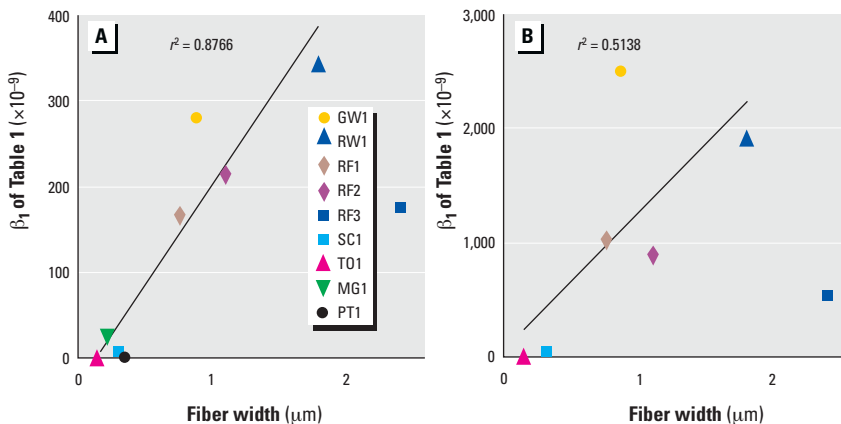 A
r² = 0.8766
β₁ of Table 1 (×10⁻⁹)
400
300
200
100
0
0
1
2
Fiber width (μm)
GW1
RW1
RF1
RF2
RF3
SC1
T01
MG1
PT1
B
r² = 0.5138
β₁ of Table 1 (×10⁻⁹)
3,000
2,000
1,000
0
0
1
2
Fiber width (μm)